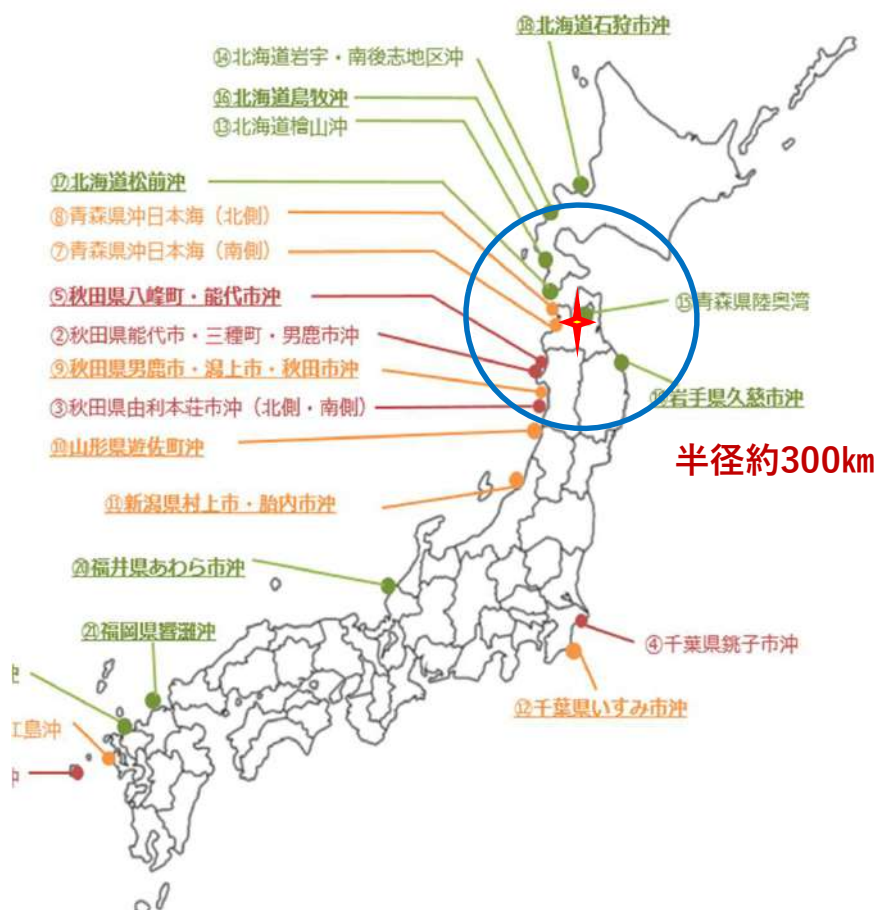 ⑱北海道石狩市沖
⑭北海道岩宇・南後志地区沖
⑯北海道島牧沖
⑬北海道檜山沖
⑰北海道松前沖
⑧青森県沖日本海（北側）
⑦青森県沖日本海（南側）
⑤秋田県八峰町・能代市沖
⑮青森県陸奥湾
②秋田県能代市・三種町・男鹿市沖
⑨秋田県男鹿市・潟上市・秋田市沖
⑲岩手県久慈市沖
③秋田県由利本荘市沖（北側・南側）
⑩山形県遊佐町沖
半径約300㎞
⑪新潟県村上市・胎内市沖
⑳福井県あわら市沖
㉑福岡県響灘沖
④千葉県銚子市沖
⑫千葉県いすみ市沖
江島沖